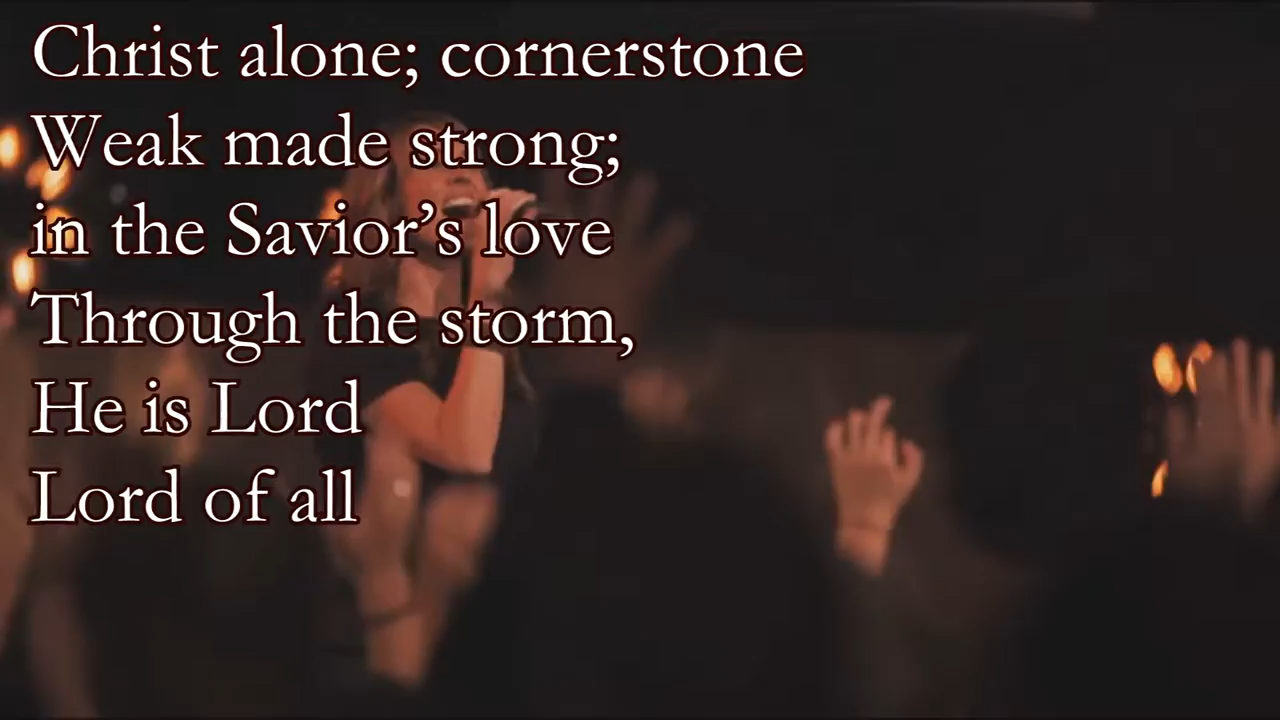 Christ alone; cornerstone
Weak made strong;
in the Savior’s love
Through the storm,
He is Lord
Lord of all